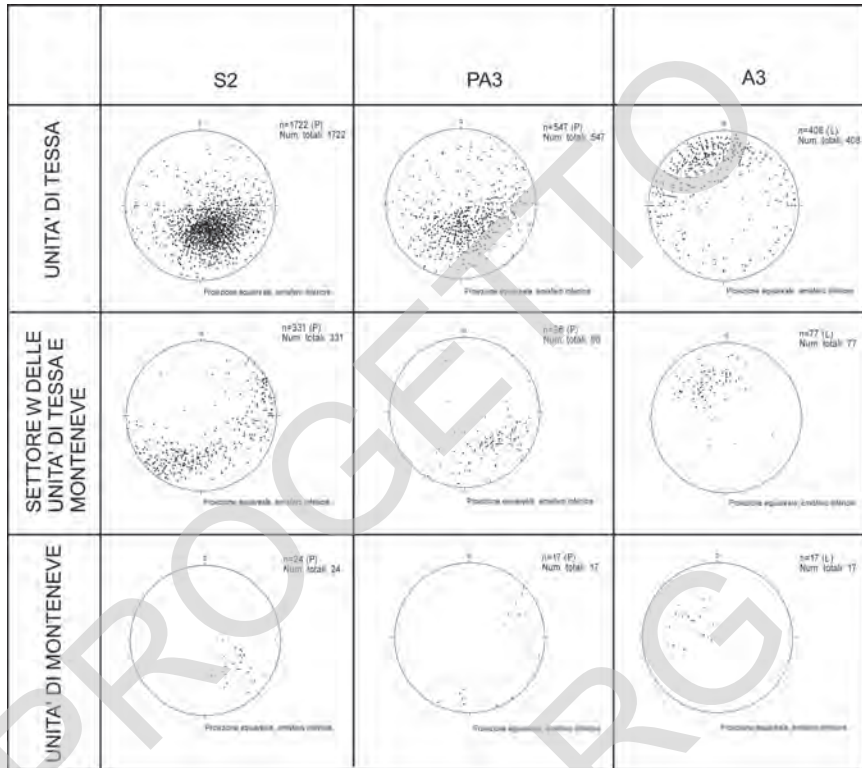 S2
PA3
A3
UNITA' DI TESSA
n=1722 (P)
Num. totali: 1722
Proiezione equiareale, emisfero inferiore
n=547 (P)
Num. totali: 547
Proiezione equiareale, emisfero inferiore
n=408 (L)
Num. totali: 408
Proiezione equiareale, emisfero inferiore
SETTORE W DELLE
UNITA' DI TESSA E
MONTENEVE
n=331 (P)
Num. totali: 331
Proiezione equiareale, emisfero inferiore
(P)
Num. totali:
Proiezione equiareale, emisfero inferiore
n=77 (L)
Num. totali: 77
Proiezione equiareale, emisfero inferiore
UNITA' DI MONTENEVE
n=24 (P)
Num. totali: 24
Proiezione equiareale, emisfero inferiore
n=17 (P)
Num. totali: 17
Proiezione equiareale, emisfero inferiore
n=17 (L)
Num. totali: 17
Proiezione equiareale, emisfero inferiore
PROGETTO
RG